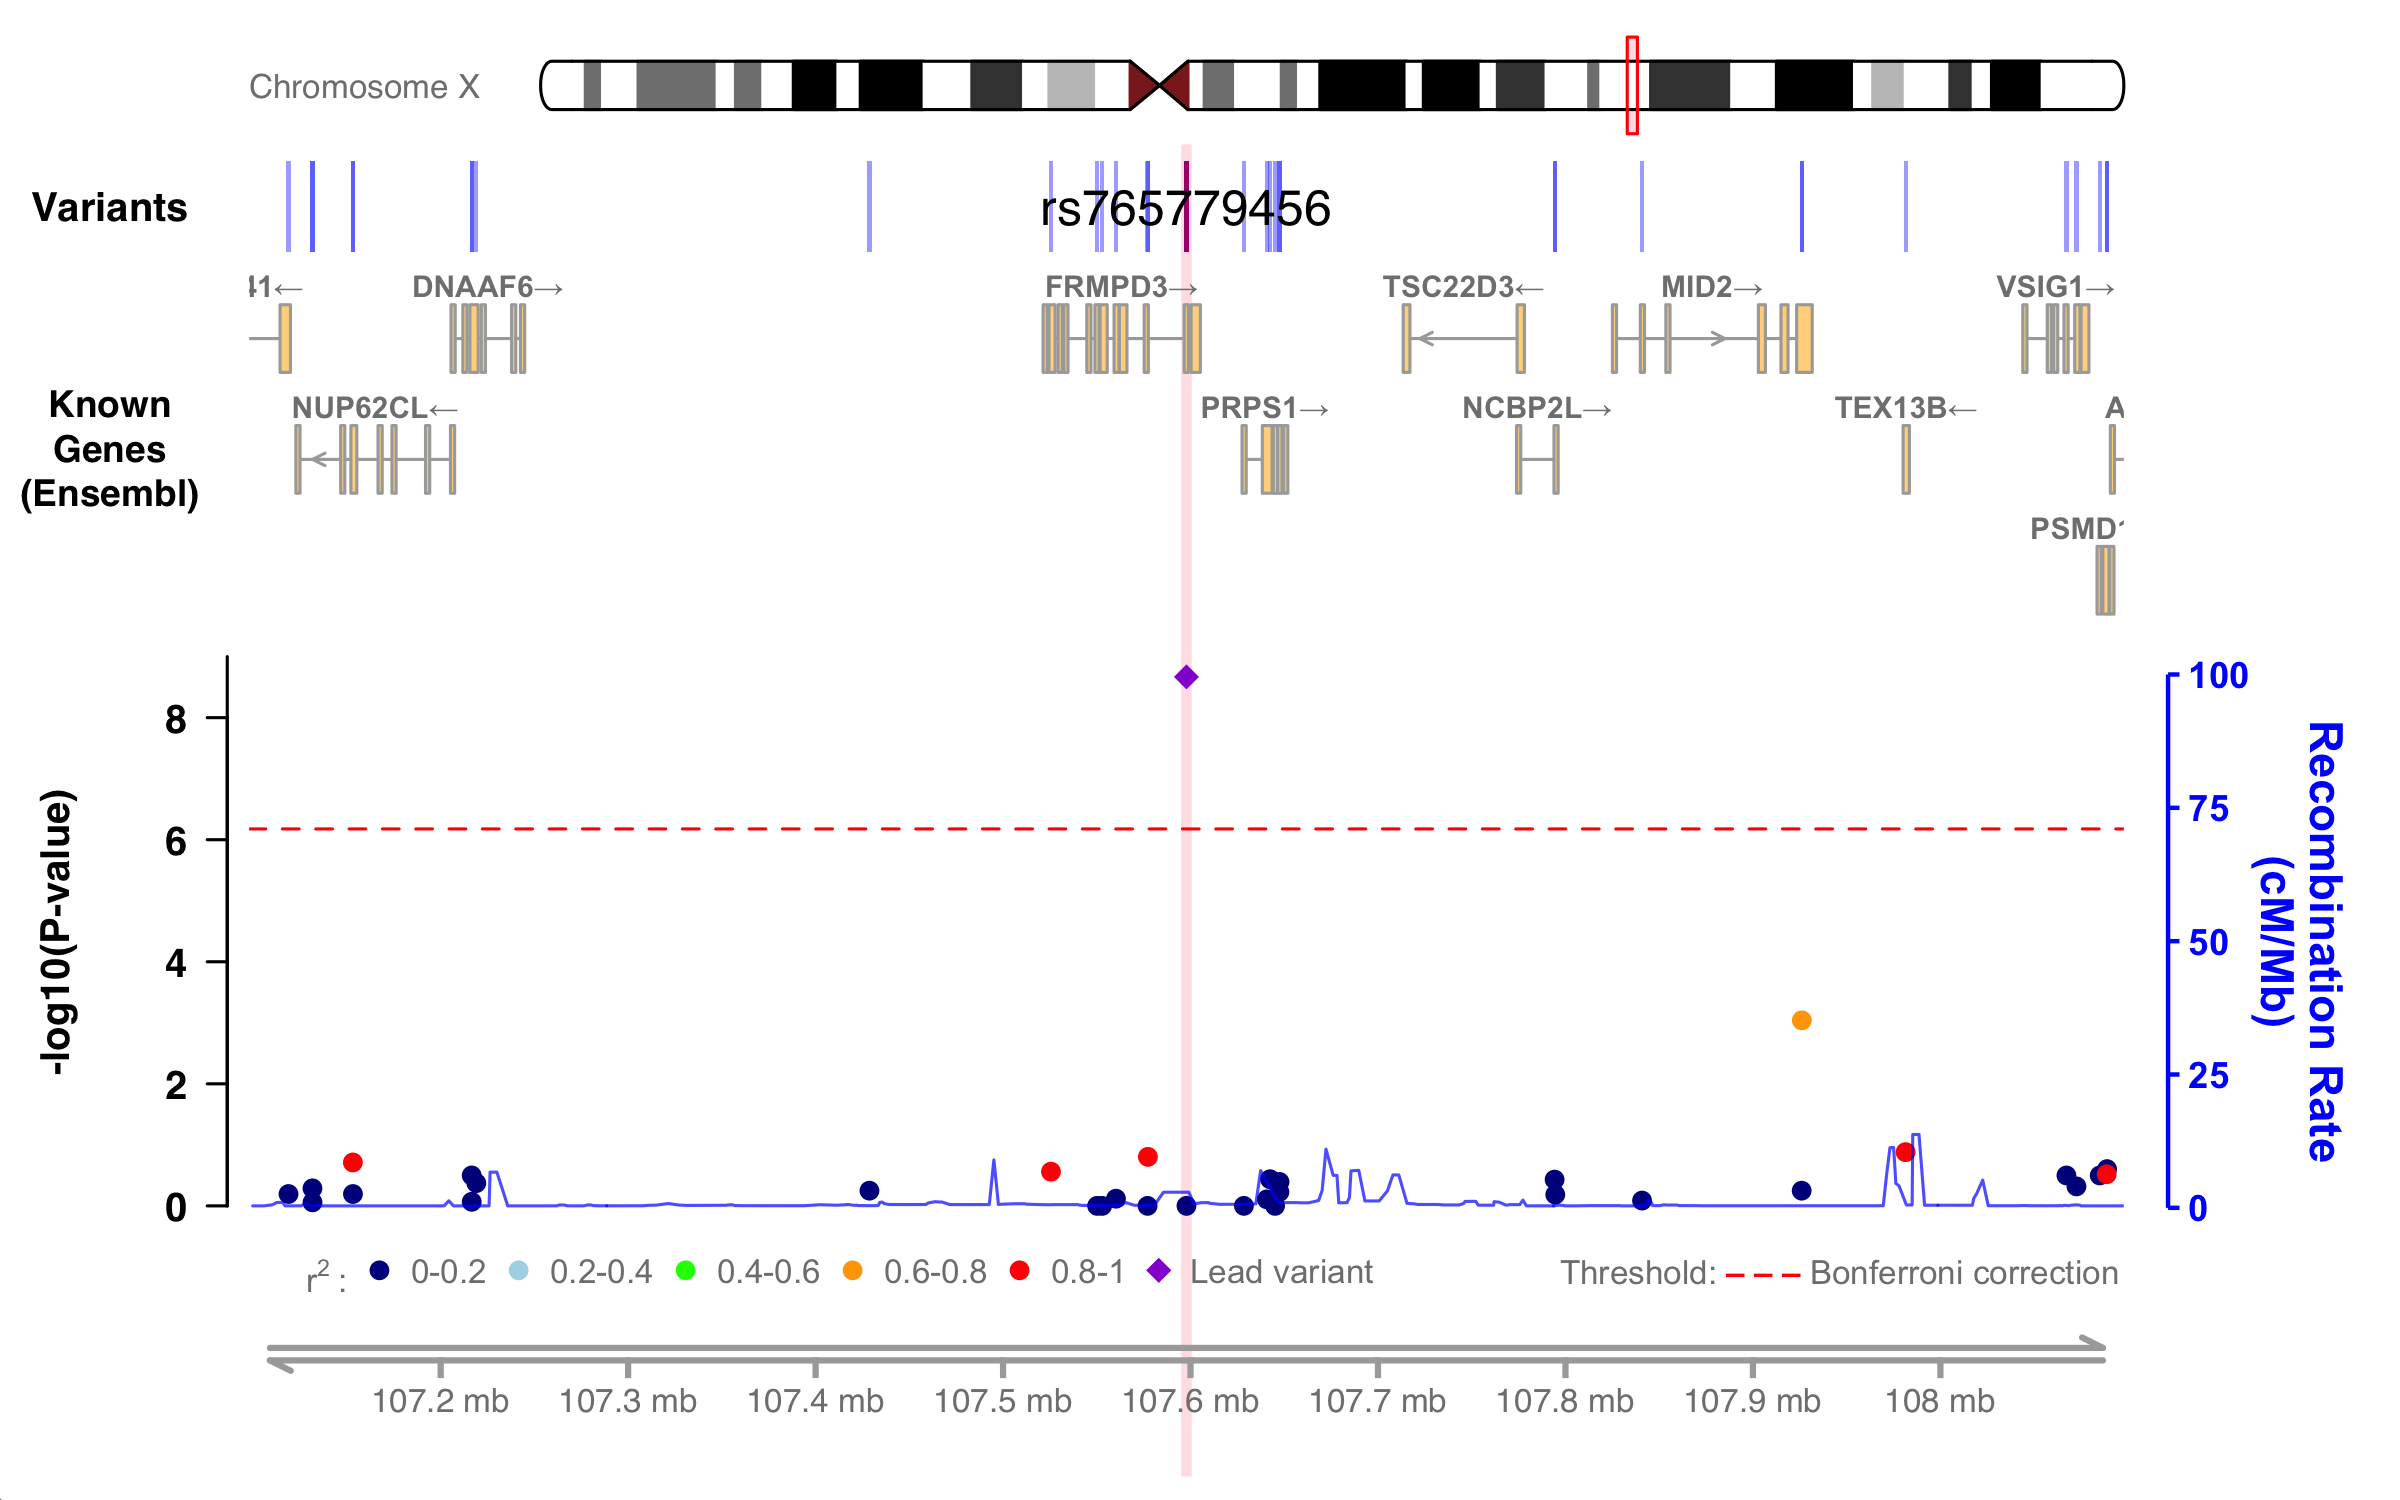 Chromosome X
Variants
rs765779456
41←
DNAAF6→
FRMPD3→
TSC22D3←
MID2→
VSIG1→
Known
Genes
(Ensembl)
NUP62CL←
PRPS1→
NCBP2L→
TEX13B←
A
PSMD1
-log10(P-value)
8
6
4
2
0
100
75
50
25
0
Recombination Rate
(cM/Mb)
r2 : 0-0.2 0.2-0.4 0.4-0.6 0.6-0.8 0.8-1 Lead variant Threshold: Bonferroni correction
107.2 mb 107.3 mb 107.4 mb 107.5 mb 107.6 mb 107.7 mb 107.8 mb 107.9 mb 108 mb